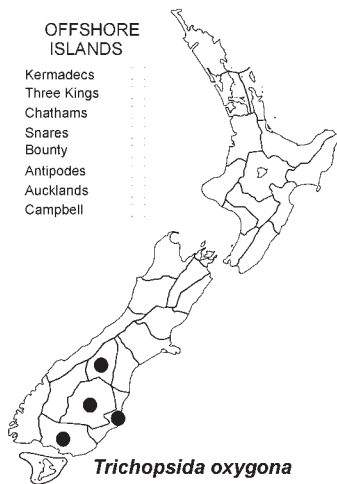 OFFSHORE
ISLANDS
Kermadecs
Three Kings
Chathams
Snares
Bounty
Antipodes
Aucklands
Campbell
Trichopsida oxygona